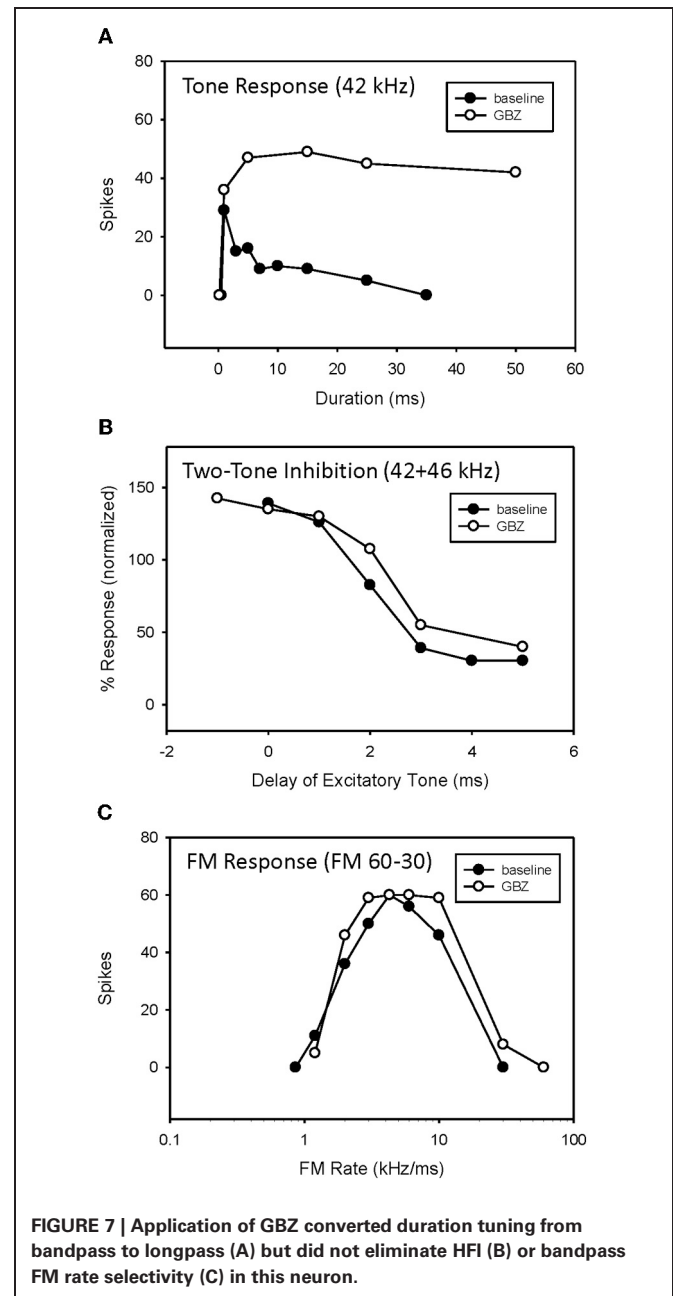 A
Tone Response (42 kHz)
baseline
GBZ
80
60
40
20
0
Spikes
0 10 20 30 40 50 60
Duration (ms)
B
Two-Tone Inhibition (42+46 kHz)
baseline
GBZ
150
100
50
0
% Response (normalized)
-2 0 2 4 6
Delay of Excitatory Tone (ms)
C
FM Response (FM 60-30)
baseline
GBZ
80
60
40
20
0
Spikes
0.1 1 10 100
FM Rate (kHz/ms)
FIGURE 7 | Application of GBZ converted duration tuning from
bandpass to longpass (A) but did not eliminate HFI (B) or bandpass
FM rate selectivity (C) in this neuron.